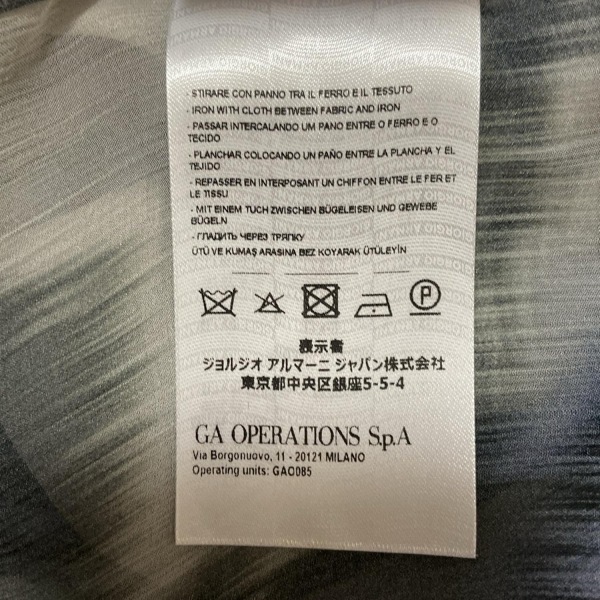 - STIRARE CON PANNO TRA IL FERRO E IL TESSUTO
- IRON WITH CLOTH BETWEEN FABRIC AND IRON
- PASSAR INTERCALANDO UM PANO ENTRE O FERRO E O
TECIDO
- PLANCHAR COLOCANDO UN PAÑO ENTRE LA PLANCHA Y EL
TEJIDO
- REPASSER EN INTERPOSANT UN CHIFFON ENTRE LE FER ET
LE TISSU
- MIT EINEM TUCH ZWISCHEN BÜGELEISEN UND GEWEBE
BÜGELN
- ГЛАДИТЬ ЧЕРЕЗ ТРЯПКУ
ÜTÜ VE KUMAŞ ARASINA BEZ KOYARAK ÜTÜLEYİN
P
表示者
ジョルジオ アルマーニ ジャパン株式会社
東京都中央区銀座5-5-4
GA OPERATIONS S.p.A
Via Borgonuovo, 11 - 20121 MILANO
Operating units: GAO085